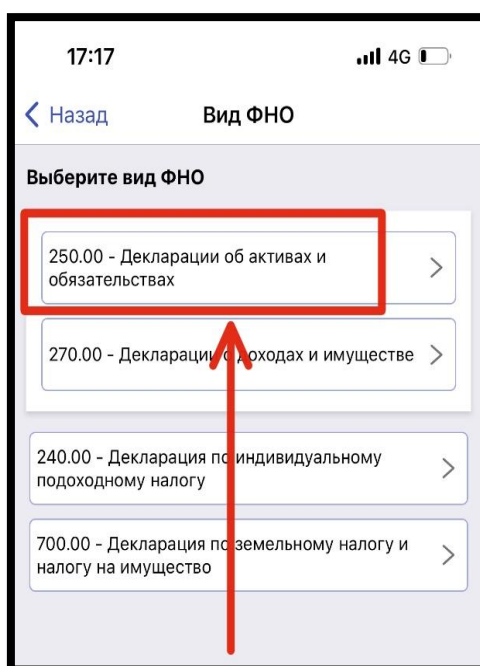 17:17 4G
Назад Вид ФНО
Выберите вид ФНО
250.00 - Декларации об активах и
обязательствах
270.00 - Декларации о доходах и имуществе
240.00 - Декларация по индивидуальному
подоходному налогу
700.00 - Декларация по земельному налогу и
налогу на имущество